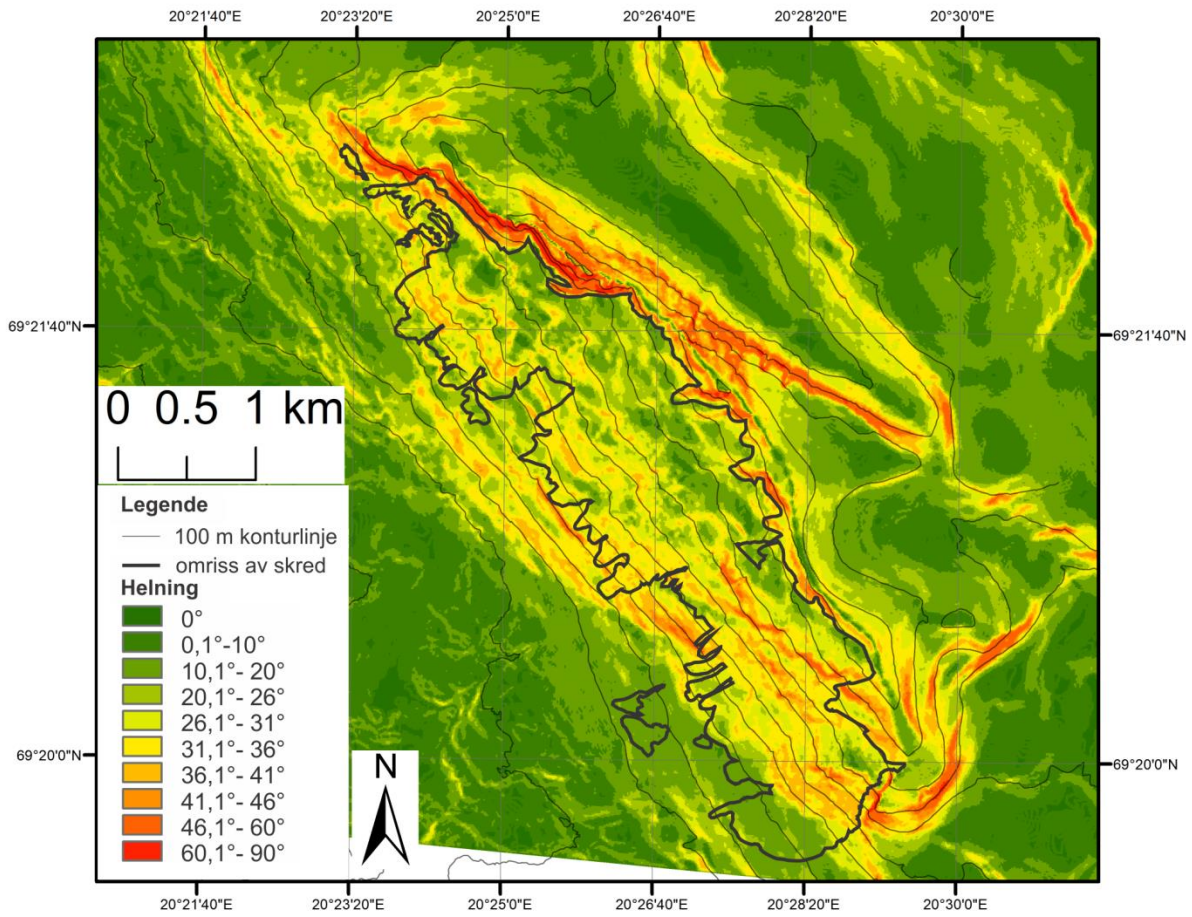 20°21'40"E 20°23'20"E 20°25'0"E 20°26'40"E 20°28'20"E 20°30'0"E
69°21'40"N 69°21'40"N
0 0.5 1 km
Legende
100 m konturlinje
omriss av skred
Helning
0°
0,1°-10°
10,1°- 20°
20,1°- 26°
26,1°- 31°
31,1°- 36°
36,1°- 41°
41,1°- 46°
46,1°- 60°
60,1°- 90°
N
69°20'0"N 69°20'0"N
20°21'40"E 20°23'20"E 20°25'0"E 20°26'40"E 20°28'20"E 20°30'0"E